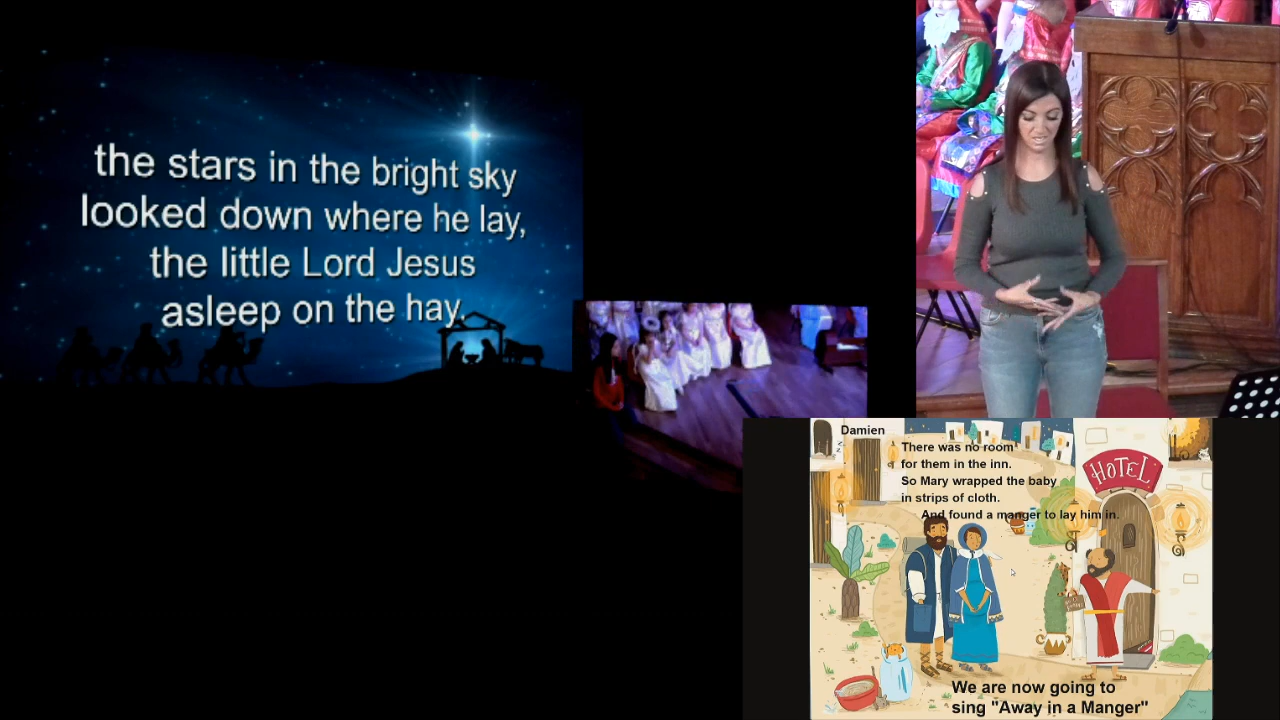 the stars in the bright sky
looked down where he lay,
the little Lord Jesus
asleep on the hay.
Damien
There was no room
for them in the inn.
So Mary wrapped the baby
in strips of cloth.
And found a manger to lay him in.
HOTEL
We are now going to
sing "Away in a Manger"